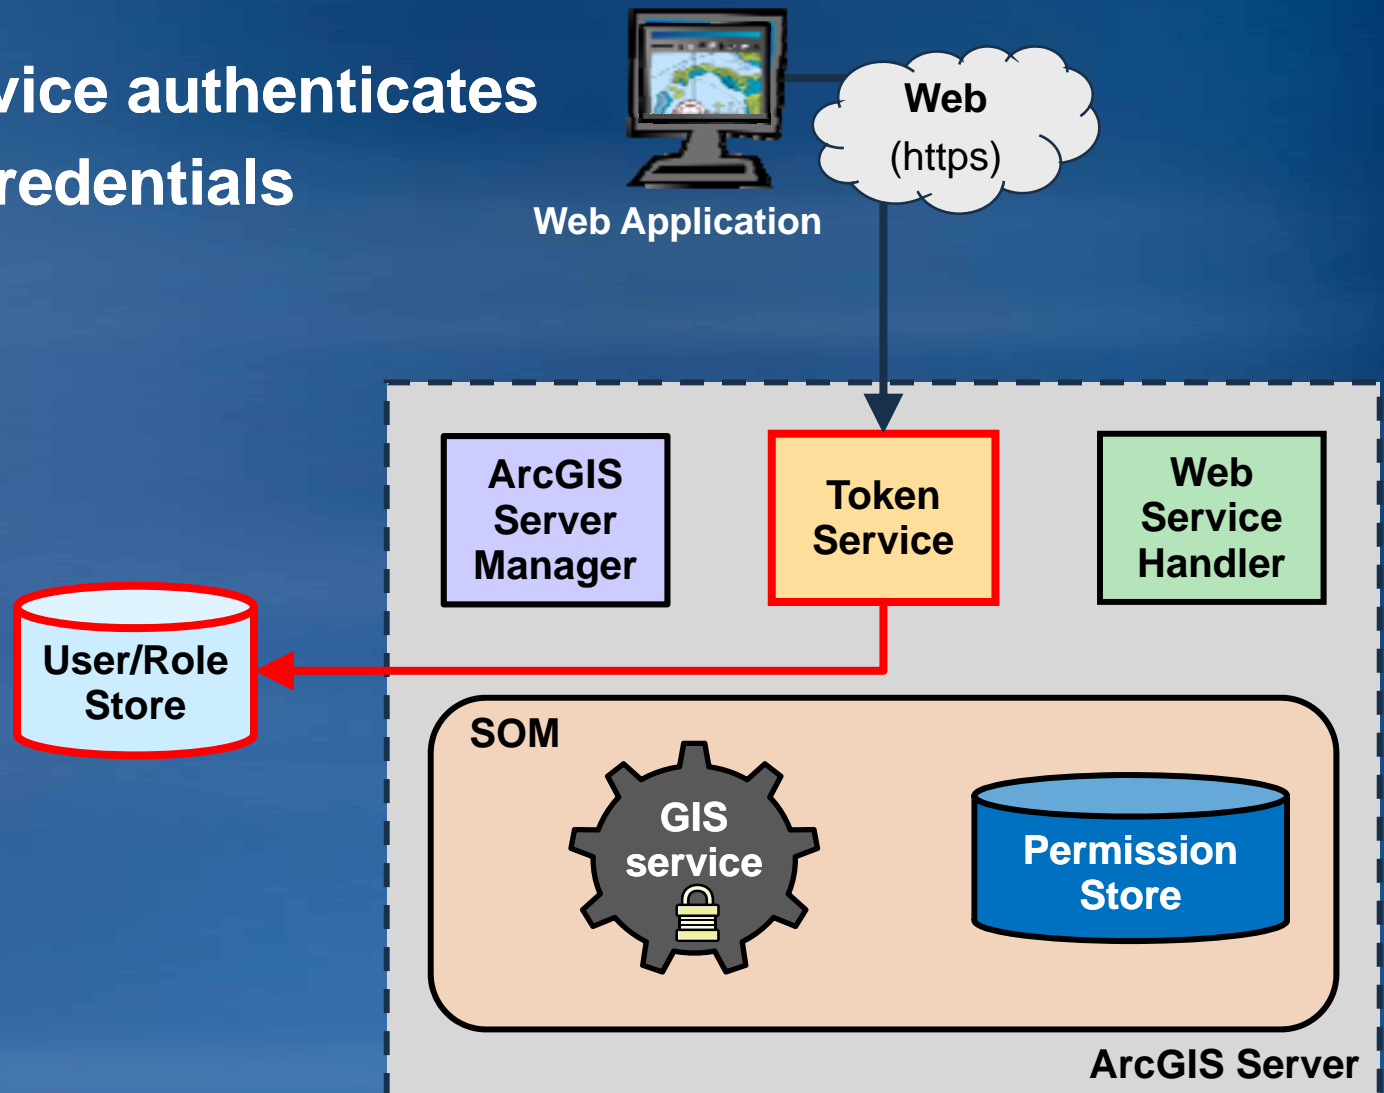 vice authenticates
redentials
Web
(https)
Web Application
ArcGIS
Server
Manager
Token
Service
Web
Service
Handler
User/Role
Store
SOM
GIS
service
Permission
Store
ArcGIS Server